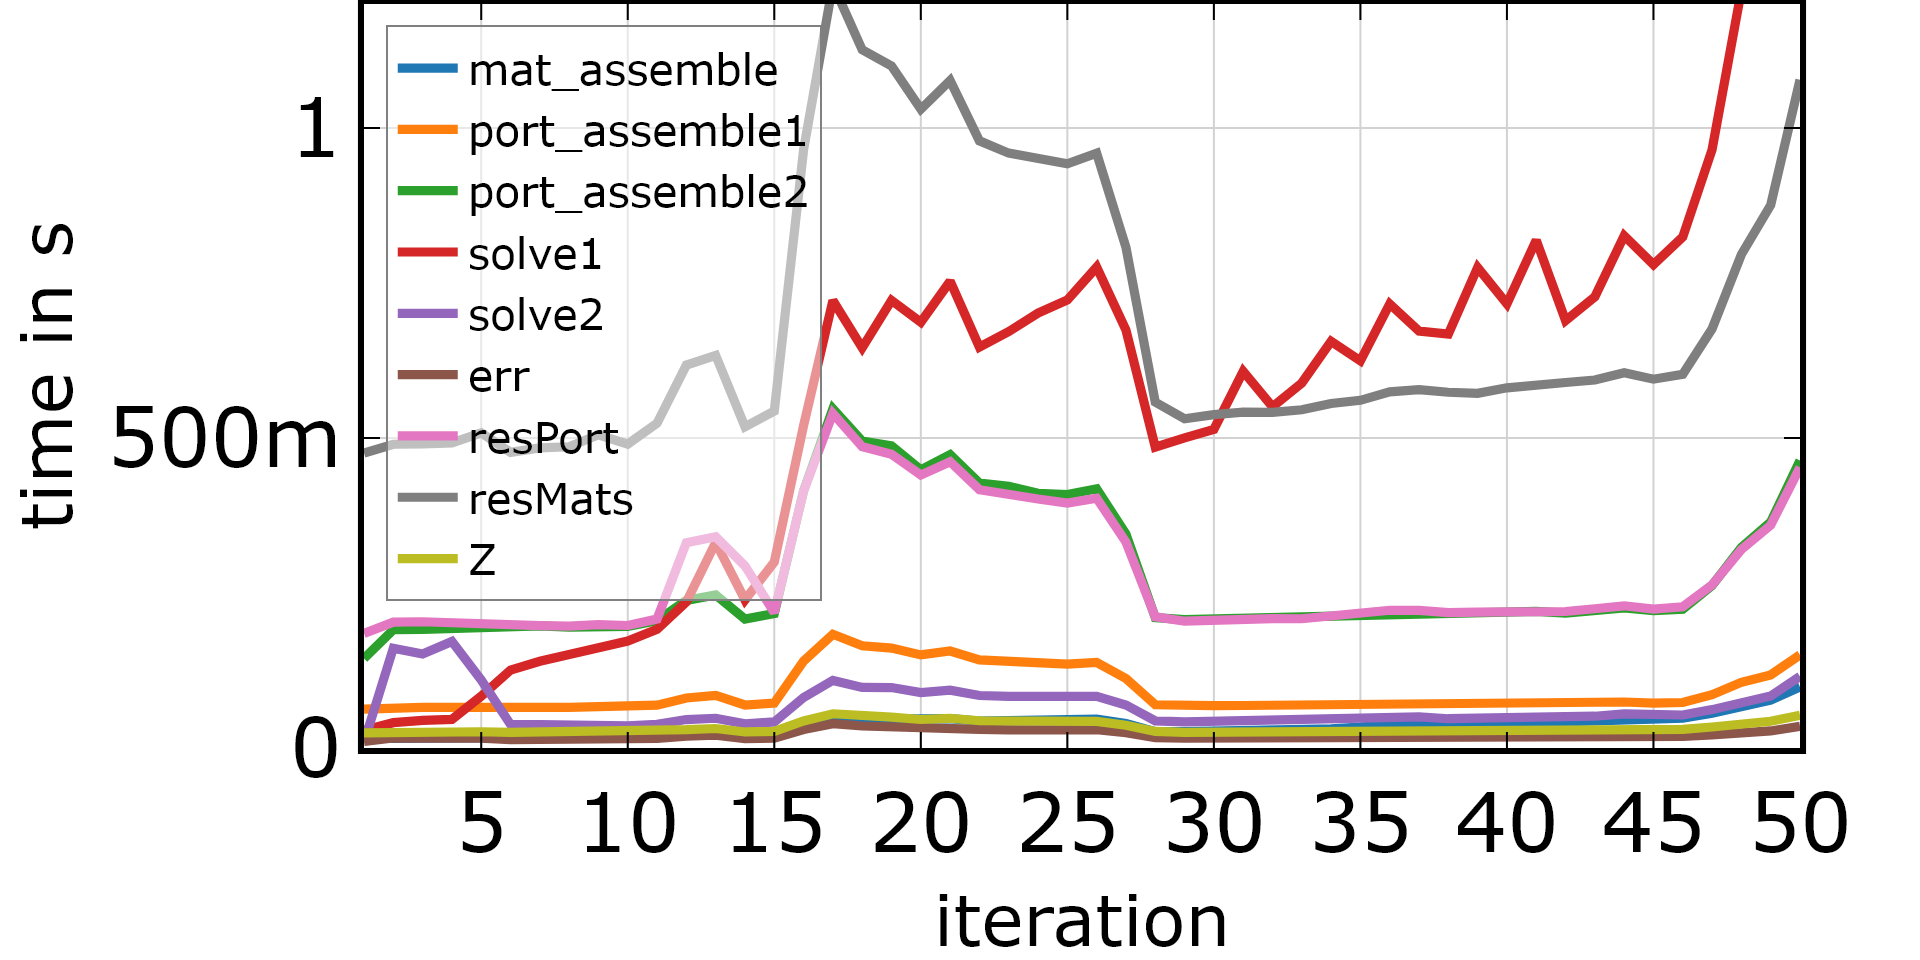 mat_assemble
port_assemble1
port_assemble2
solve1
solve2
err
resPort
resMats
Z
time in s
1
500m
0
5 10 15 20 25 30 35 40 45 50
iteration